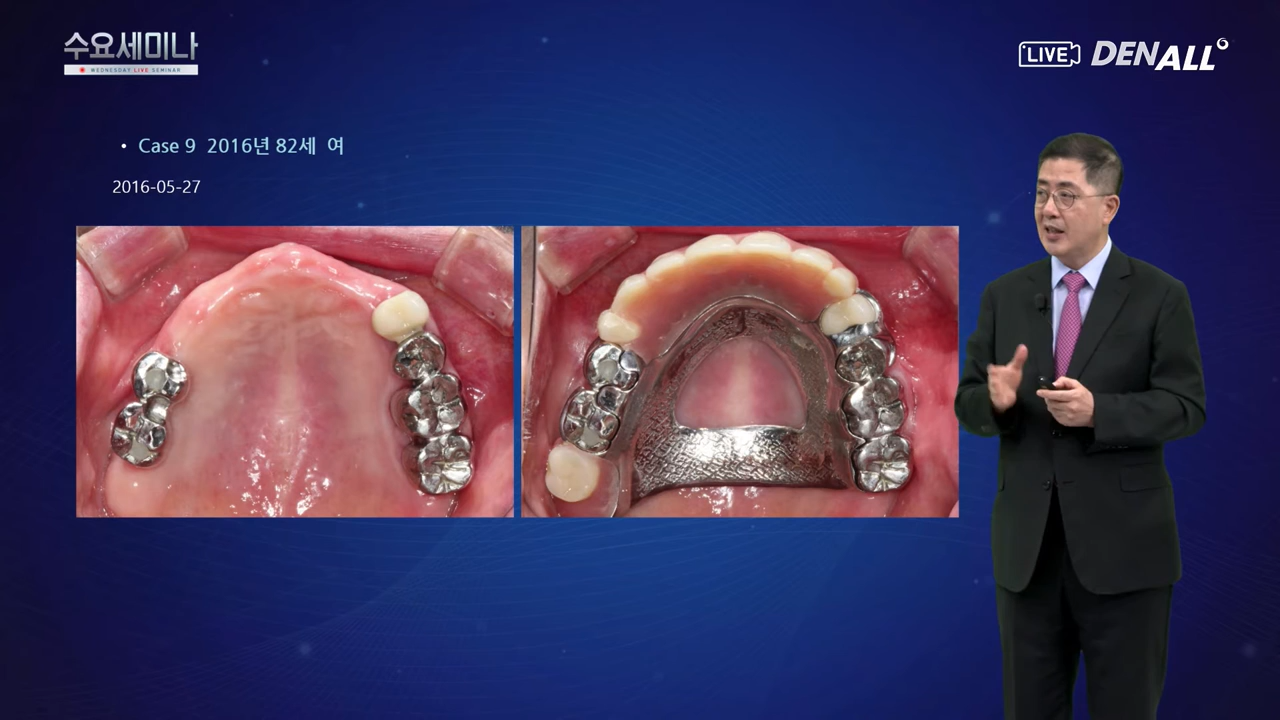 수요세미나
WEDNESDAY LIVE SEMINAR
LIVE DENALL
• Case 9 2016년 82세 여
2016-05-27